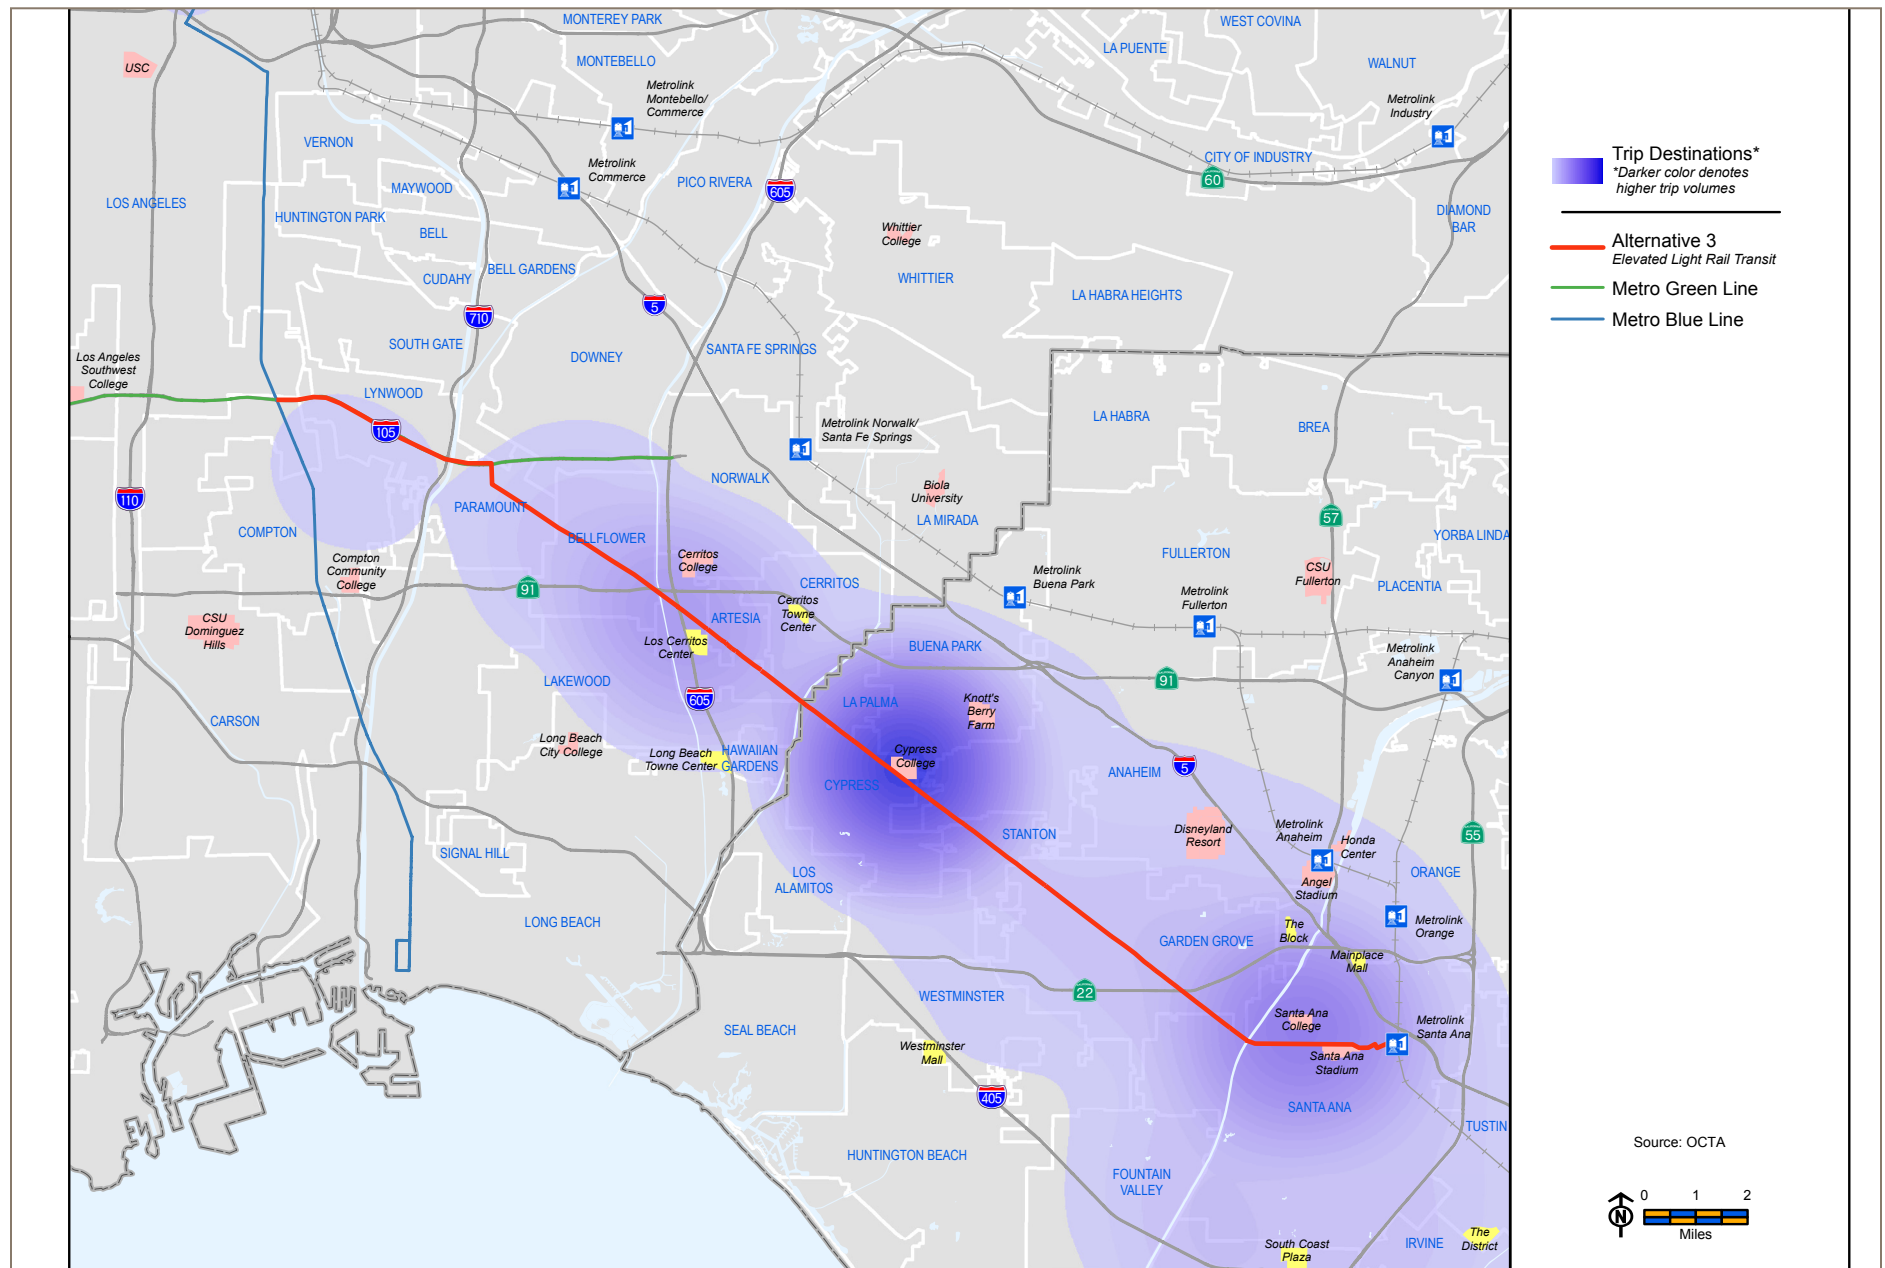 MONTEREY PARK
WEST COVINA
LA PUENTE
USC
MONTEBELLO
WALNUT
Metrolink
Montebello/
Commerce
Metrolink
Industry
VERNON
Metrolink
Commerce
CITY OF INDUSTRY
60
MAYWOOD
PICO RIVERA
605
LOS ANGELES
HUNTINGTON PARK
DIAMOND
BAR
BELL
Whittier
College
BELL GARDENS
CUDAHY
WHITTIER
LA HABRA HEIGHTS
5
710
SOUTH GATE
DOWNEY
SANTA FE SPRINGS
Los Angeles
Southwest
College
LYNWOOD
LA HABRA
BREA
105
Metrolink Norwalk/
Santa Fe Springs
NORWALK
110
Biola
University
PARAMOUNT
LA MIRADA
57
COMPTON
BELLFLOWER
YORBA LINDA
FULLERTON
Compton
Community
College
Cerritos
College
CSU
Fullerton
CERRITOS
Metrolink
Buena Park
PLACENTIA
91
Cerritos
Towne
Center
Metrolink
Fullerton
CSU
Dominguez
Hills
ARTESIA
Los Cerritos
Center
BUENA PARK
Metrolink
Anaheim
Canyon
LAKEWOOD
91
605
LA PALMA
Knott's
Berry
Farm
CARSON
Long Beach
City College
Long Beach
Towne Center
HAWAIIAN
GARDENS
Cypress
College
5
ANAHEIM
CYPRESS
STANTON
Disneyland
Resort
Metrolink
Anaheim
Honda
Center
55
SIGNAL HILL
LOS
ALAMITOS
Angel
Stadium
ORANGE
LONG BEACH
The
Block
Metrolink
Orange
GARDEN GROVE
Mainplace
Mall
22
WESTMINSTER
SEAL BEACH
Santa Ana
College
Metrolink
Santa Ana
Westminster
Mall
Santa Ana
Stadium
405
SANTA ANA
TUSTIN
HUNTINGTON BEACH
FOUNTAIN
VALLEY
South Coast
Plaza
IRVINE
The
District
Trip Destinations*
*Darker color denotes
higher trip volumes
Alternative 3
Elevated Light Rail Transit
Metro Green Line
Metro Blue Line
Source: OCTA
N
0 1 2
Miles